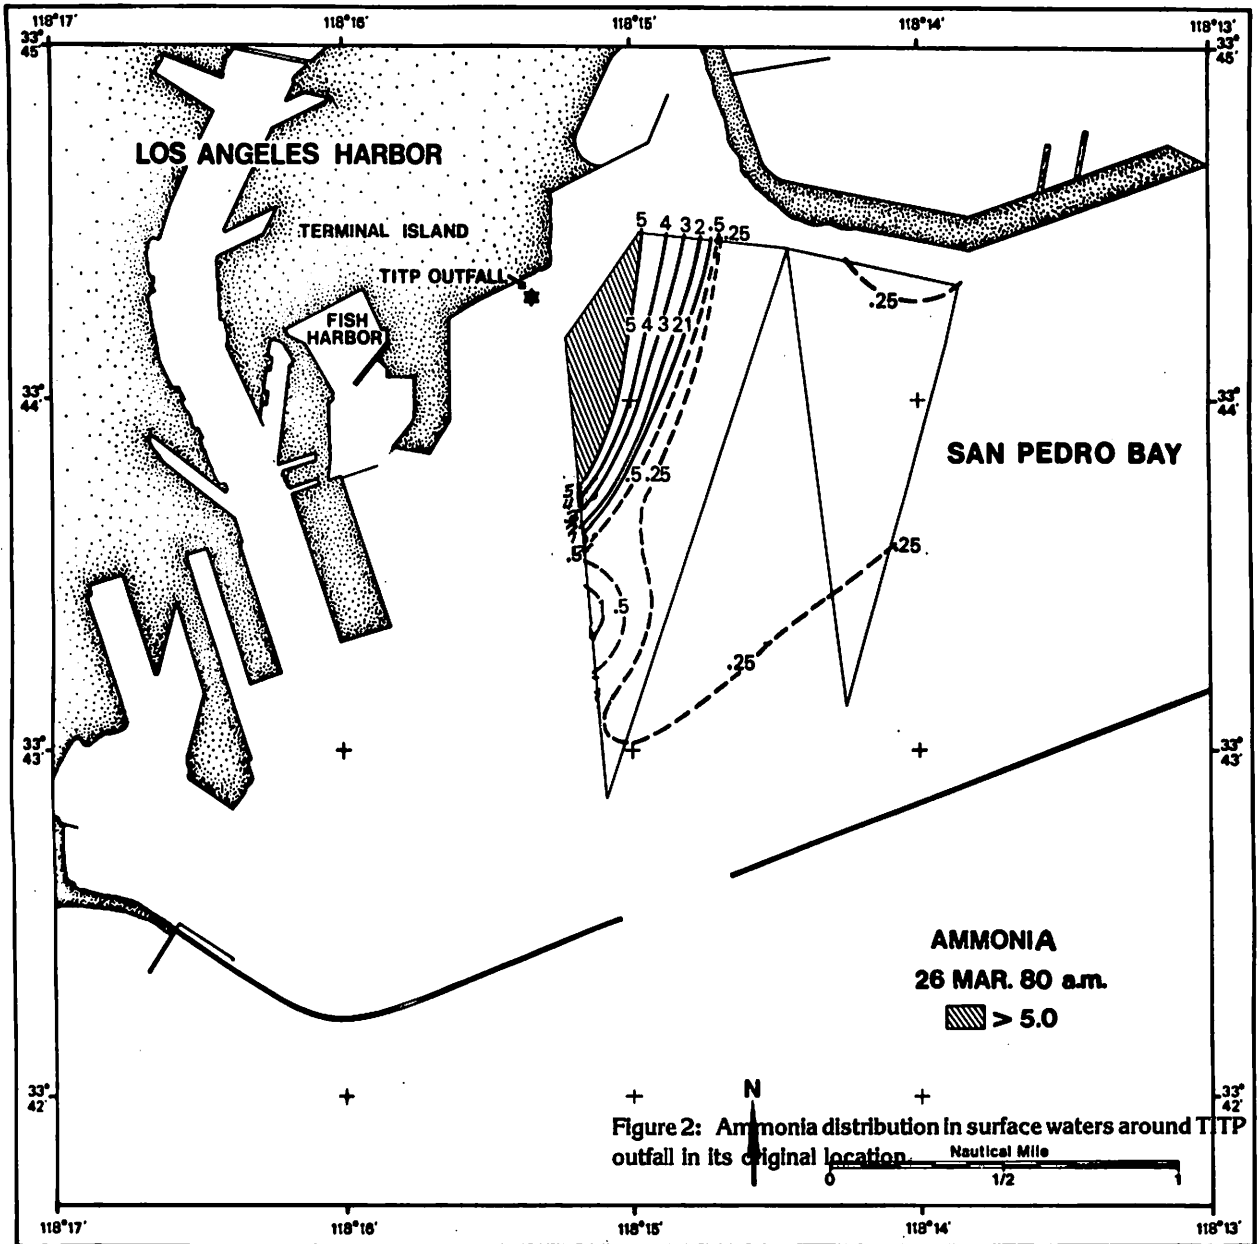 118°17' 118°16' 118°15' 118°14' 118°13'
33° 45'
33° 45'
LOS ANGELES HARBOR
TERMINAL ISLAND
TITP OUTFALL
FISH HARBOR
5 4 3 2 .5 .25
.25
5 4 3 2 1
33° 44'
33° 44'
SAN PEDRO BAY
.5 .25
.5
.25
.5
.25
33° 43'
33° 43'
AMMONIA
26 MAR. 80 a.m.
> 5.0
33° 42'
33° 42'
N
Figure 2: Ammonia distribution in surface waters around TITP
outfall in its original location.
Nautical Mile
0 1/2 1
118°17' 118°16' 118°15' 118°14' 118°13'